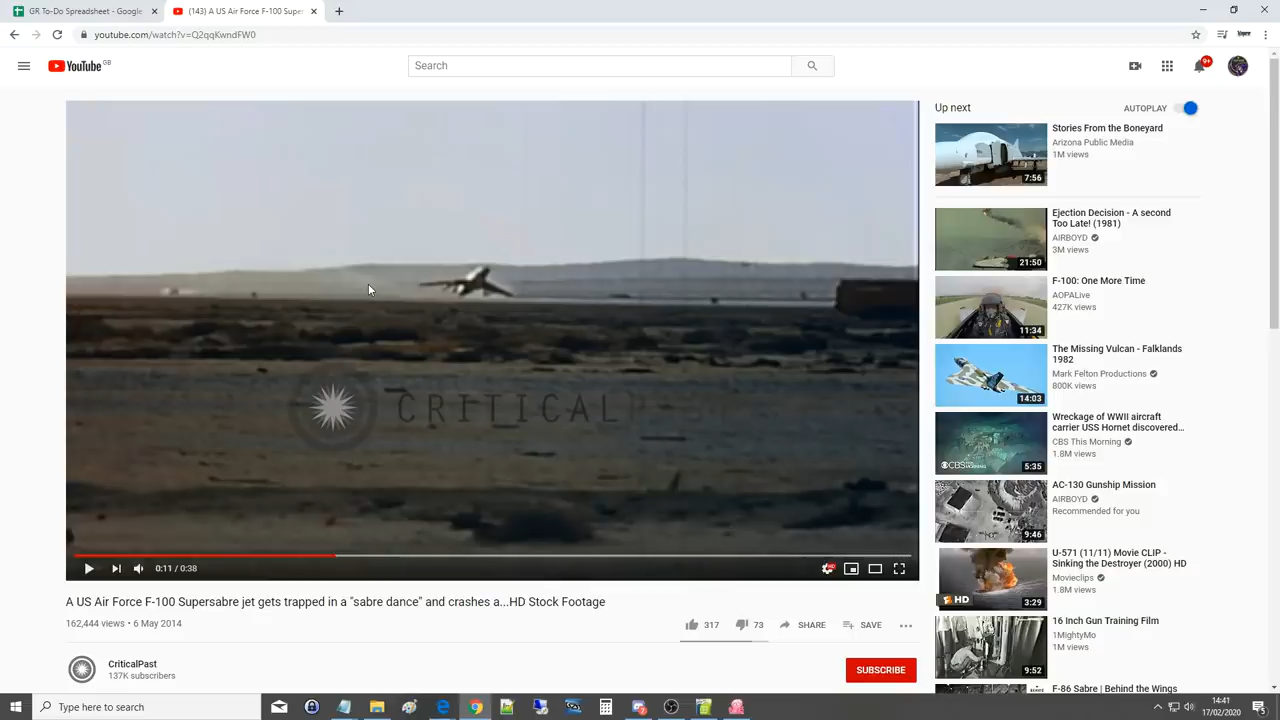 GR To-Do Spreadsheet - Google
(143) A US Air Force F-100 Super
youtube.com/watch?v=Q2qqKwndFW0
YouTube GB
Search
9+
CRITICA
0:11 / 0:38
A US Air Force F-100 Supersabre jet gets trapped in a "sabre dance" and crashes a...HD Stock Footage
162,444 views • 6 May 2014
317
73
SHARE
SAVE
CriticalPast
137K subscribers
SUBSCRIBE
Up next
AUTOPLAY
Stories From the Boneyard
Arizona Public Media
1M views
7:56
Ejection Decision - A second
Too Late! (1981)
AIRBOYD
3M views
21:50
F-100: One More Time
AOPALive
427K views
11:34
The Missing Vulcan - Falklands
1982
Mark Felton Productions
800K views
14:03
Wreckage of WWII aircraft
carrier USS Hornet discovered...
CBS This Morning
1.8M views
5:35
AC-130 Gunship Mission
AIRBOYD
Recommended for you
9:46
U-571 (11/11) Movie CLIP -
Sinking the Destroyer (2000) HD
Movieclips
1.8M views
HD
3:29
16 Inch Gun Training Film
1MightyMo
1M views
9:52
F-86 Sabre | Behind the Wings
Type here to search
14:41
17/02/2020